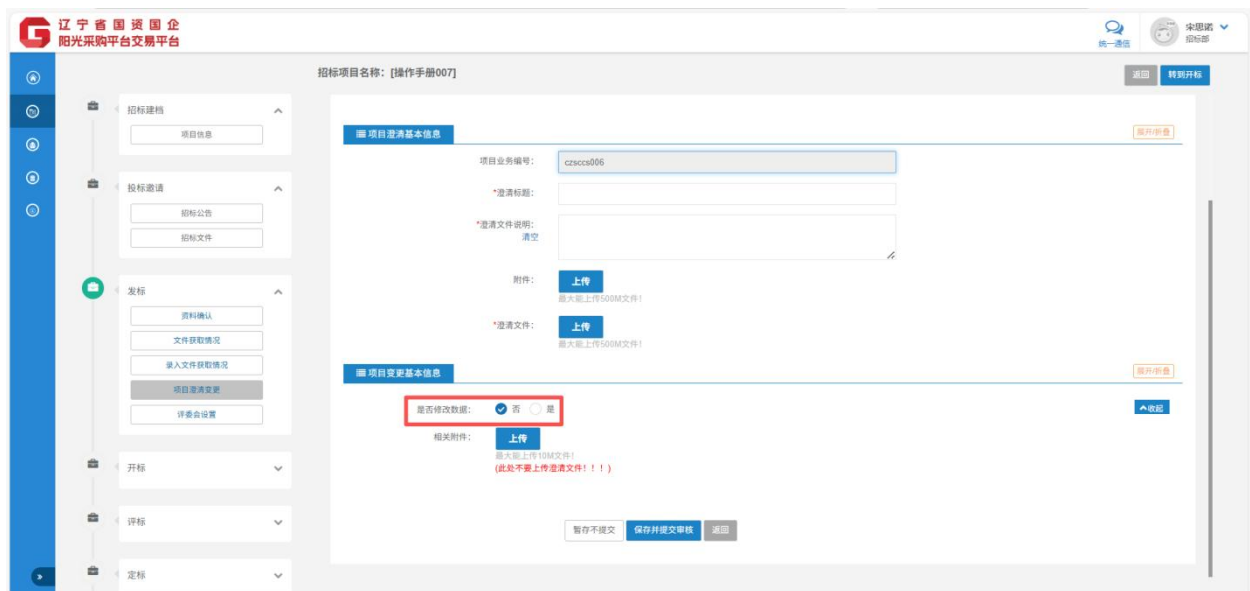 辽宁省国资国企
阳光采购平台交易平台
统一通信
宋思诺
招标部
招标项目名称：[操作手册007]
返回
转到开标
招标建档
项目信息
投标邀请
招标公告
招标文件
发标
资料确认
文件获取情况
录入文件获取情况
项目澄清变更
评委会设置
开标
评标
定标
项目澄清基本信息
展开/折叠
项目业务编号：
czsccs006
*澄清标题：
*澄清文件说明：
清空
附件：
上传
最大能上传500M文件！
*澄清文件：
上传
最大能上传500M文件！
项目变更基本信息
展开/折叠
是否修改数据： 否 是
收起
相关附件：
上传
最大能上传10M文件！
(此处不要上传澄清文件！！！)
暂存不提交
保存并提交审核
返回